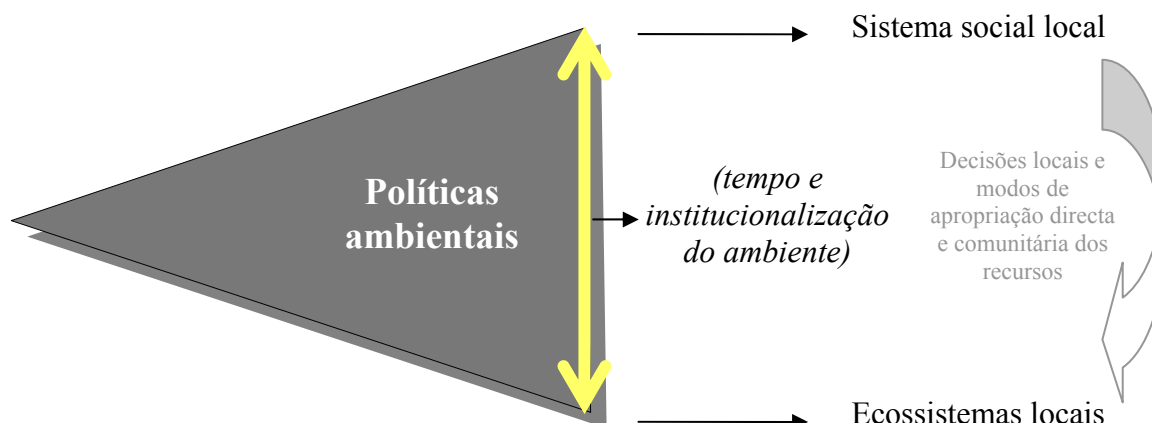 Sistema social local
Políticas
ambientais
(tempo e
institucionalização
do ambiente)
Decisões locais e
modos de
apropriação directa
e comunitária dos
recursos
Ecossistemas locais